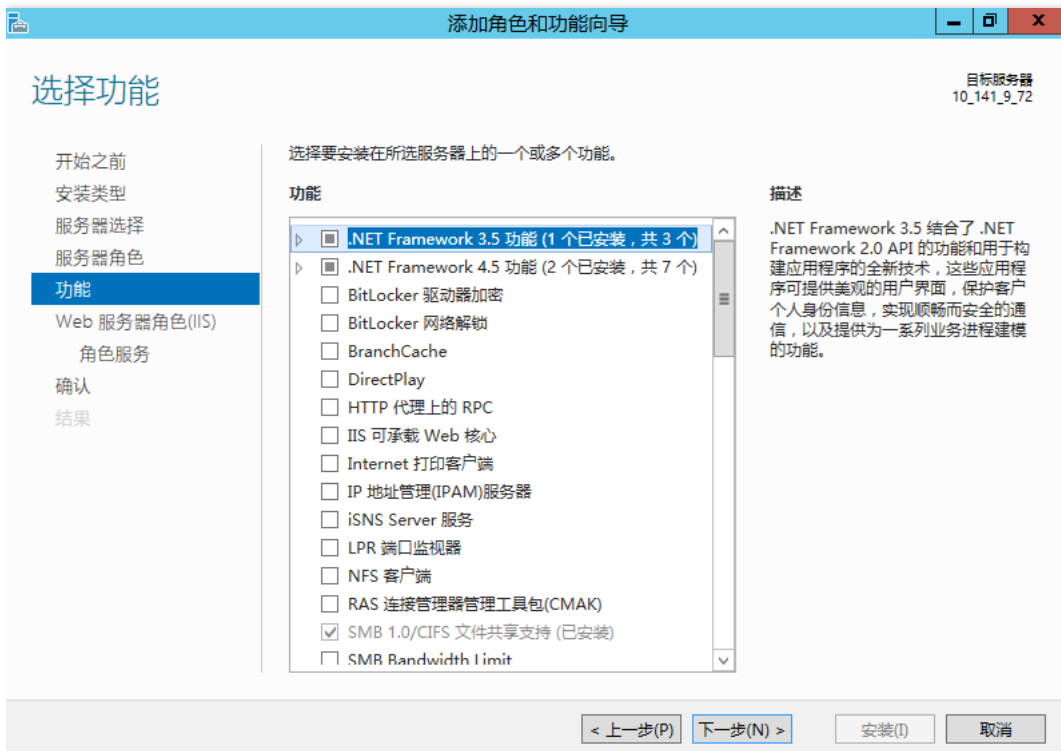 添加角色和功能向导
选择功能
目标服务器
10_141_9_72
开始之前
安装类型
服务器选择
服务器角色
功能
Web 服务器角色(IIS)
角色服务
确认
结果
选择要安装在所选服务器上的一个或多个功能。
功能
.NET Framework 3.5 功能 (1 个已安装，共 3 个)
.NET Framework 4.5 功能 (2 个已安装，共 7 个)
BitLocker 驱动器加密
BitLocker 网络解锁
BranchCache
DirectPlay
HTTP 代理上的 RPC
IIS 可承载 Web 核心
Internet 打印客户端
IP 地址管理(IPAM)服务器
iSNS Server 服务
LPR 端口监视器
NFS 客户端
RAS 连接管理器管理工具包(CMAK)
SMB 1.0/CIFS 文件共享支持 (已安装)
SMB Bandwidth Limit
描述
.NET Framework 3.5 结合了 .NET
Framework 2.0 API 的功能和用于构
建应用程序的全新技术，这些应用程
序可提供美观的用户界面，保护客户
个人身份信息，实现顺畅而安全的通
信，以及提供为一系列业务进程建模
的功能。
< 上一步(P)
下一步(N) >
安装(I)
取消